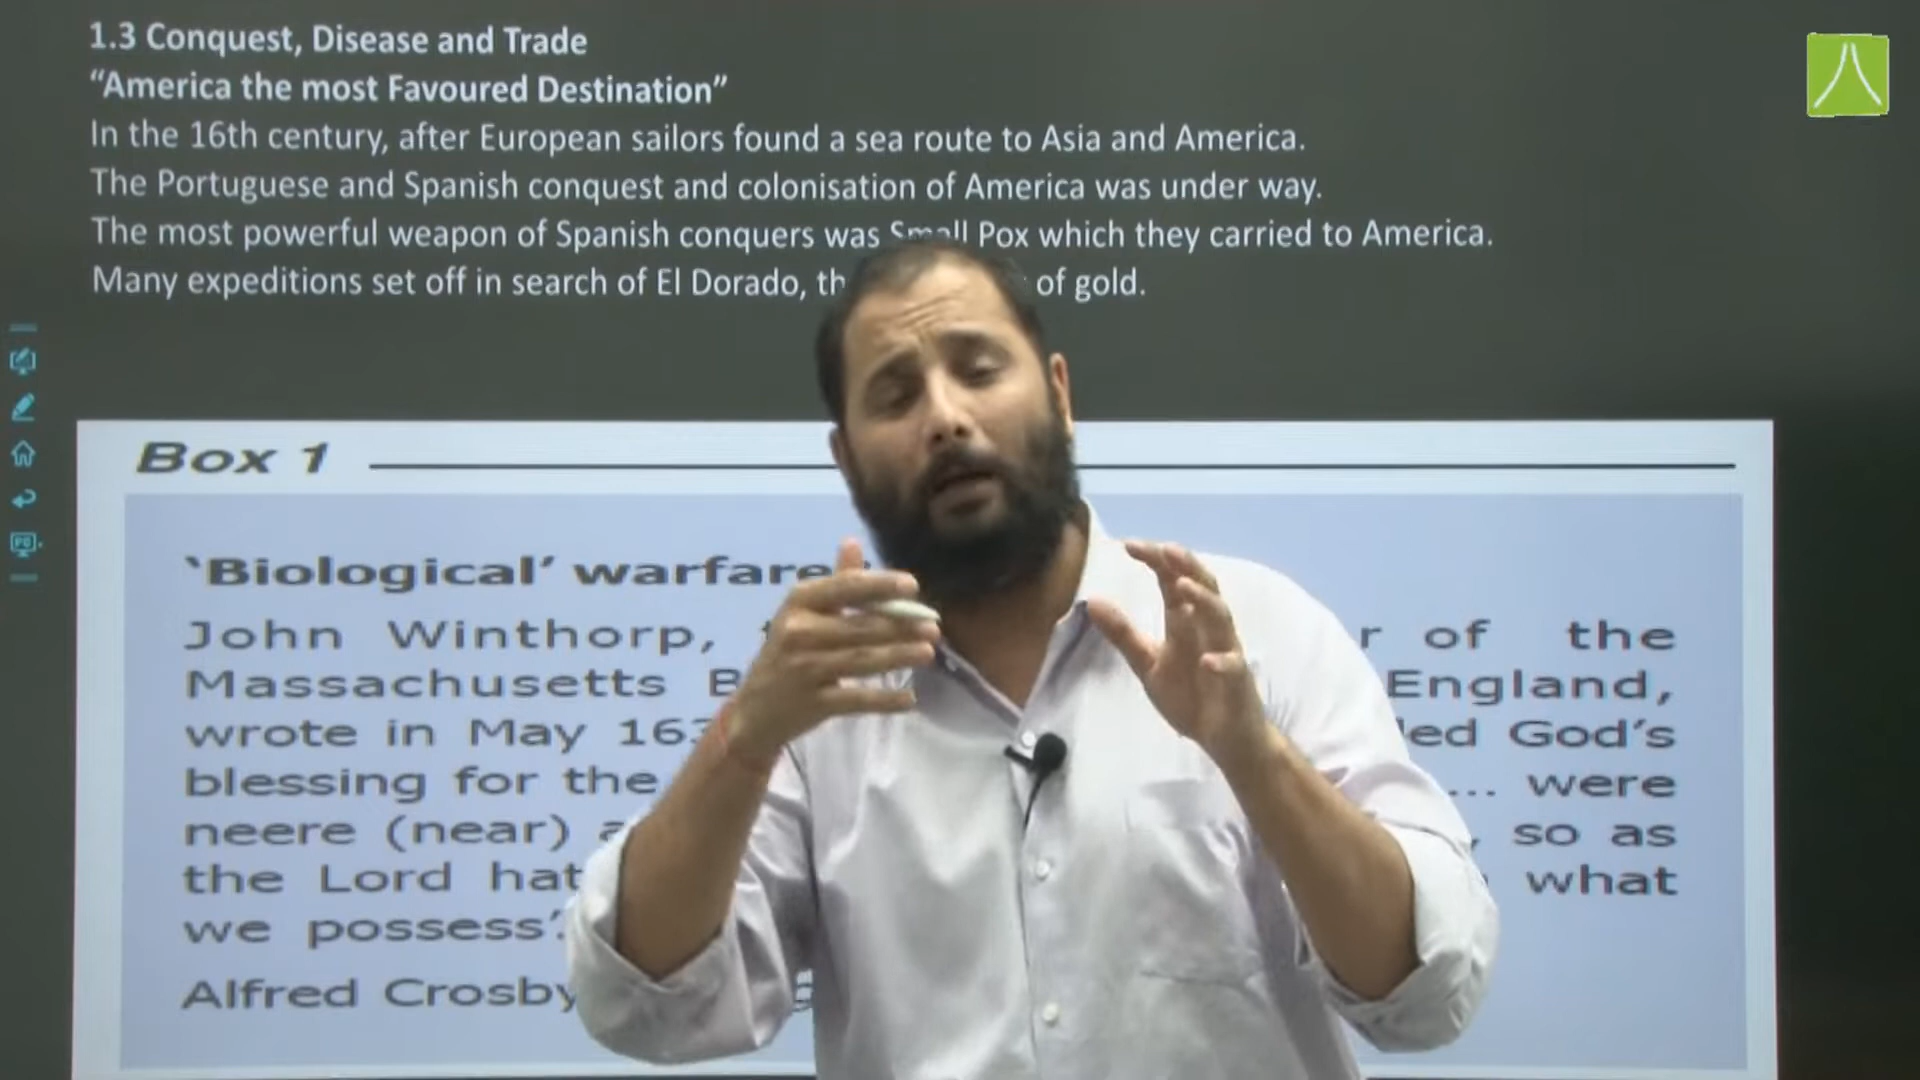 1.3 Conquest, Disease and Trade
“America the most Favoured Destination”
In the 16th century, after European sailors found a sea route to Asia and America.
The Portuguese and Spanish conquest and colonisation of America was under way.
The most powerful weapon of Spanish conquers was Small Pox which they carried to America.
Many expeditions set off in search of El Dorado, of gold.
Box 1
‘Biological’ warfare
John Winthorp, of the
Massachusetts England,
wrote in May God’s
blessing for the ... were
neere (near) so as
the Lord what
we possess’.
Alfred Crosby